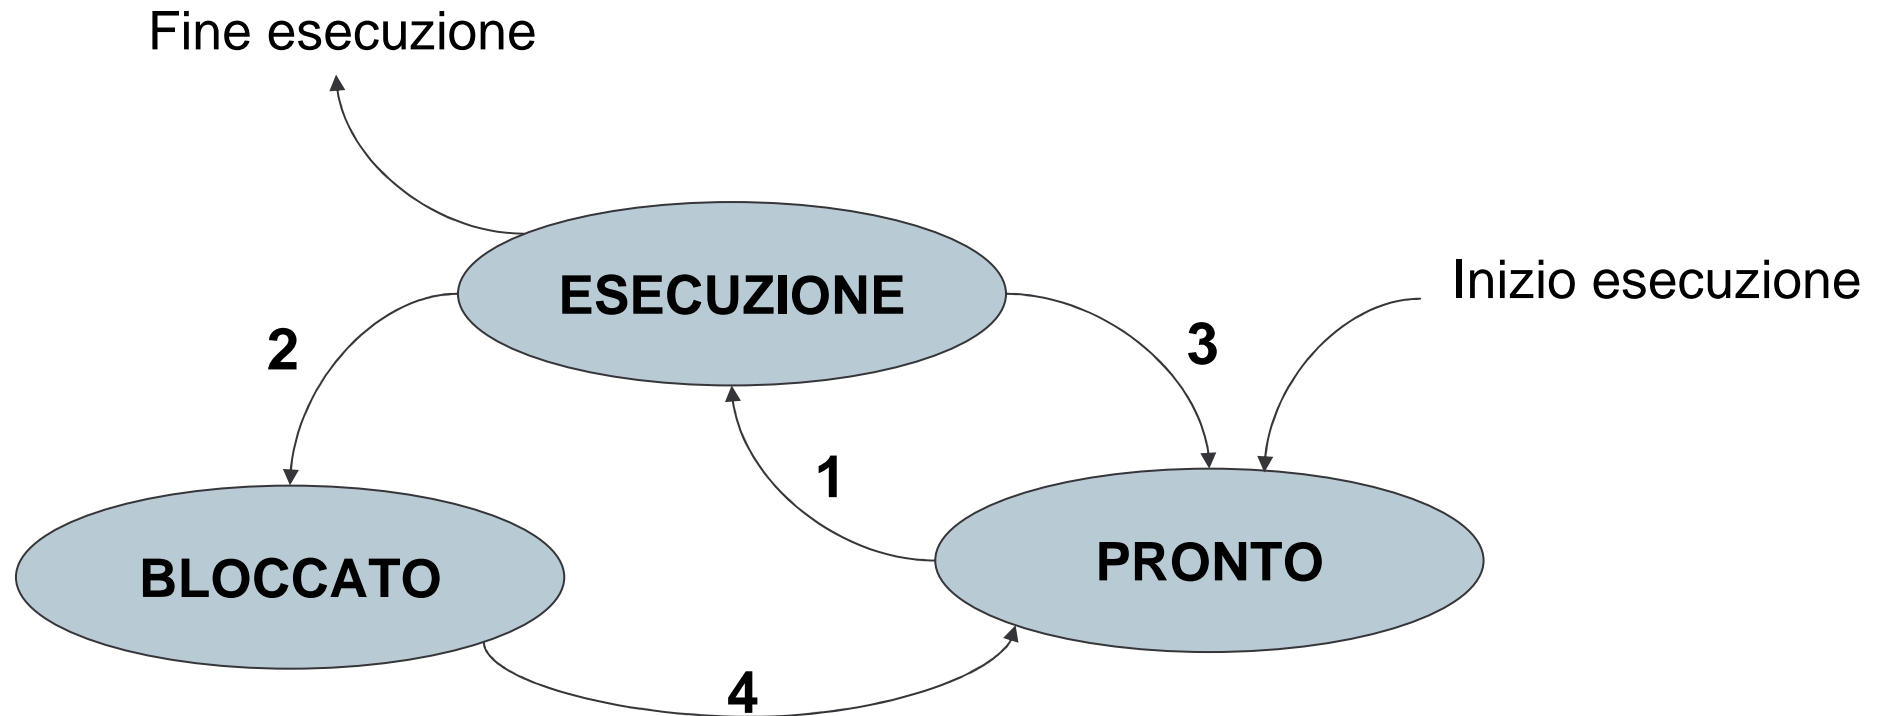 Fine esecuzione
Inizio esecuzione
ESECUZIONE
2
3
1
PRONTO
BLOCCATO
4